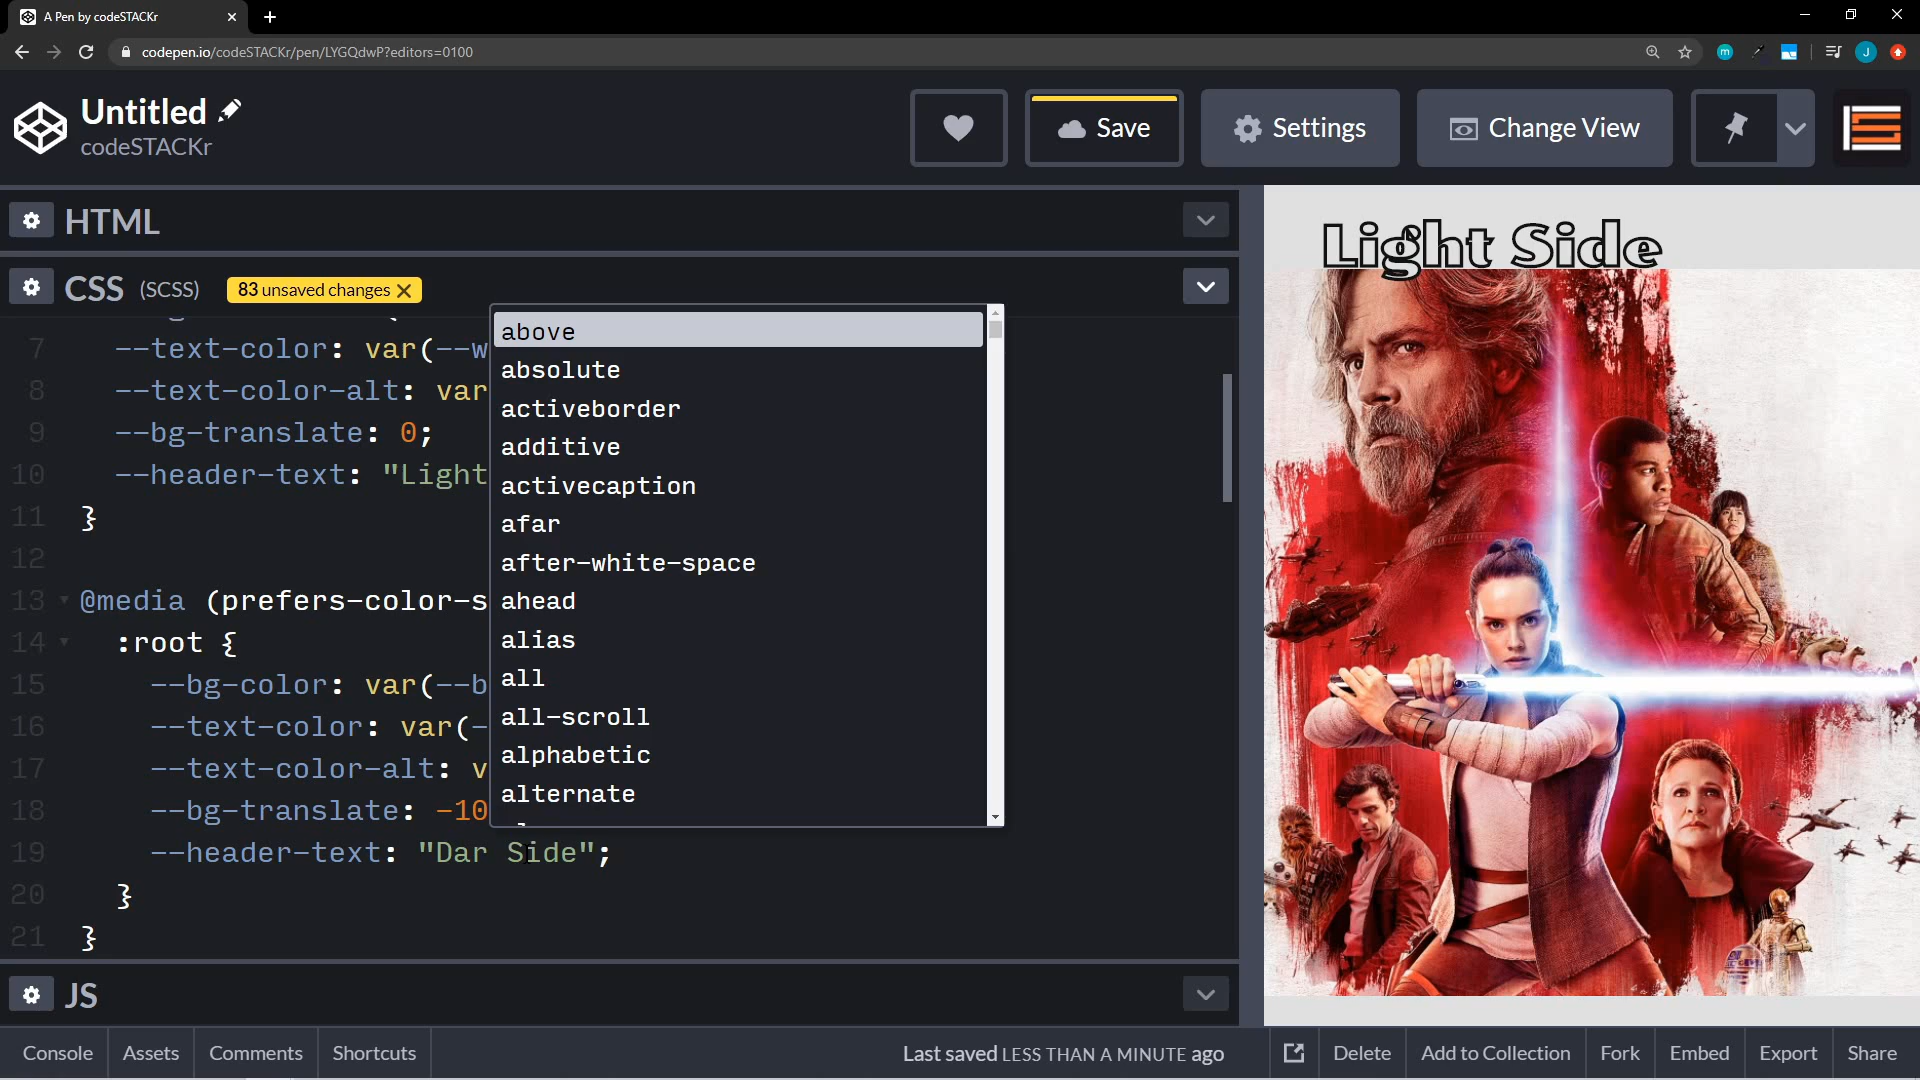 A Pen by codeSTACKr
codepen.io/codeSTACKr/pen/LYGQdwP?editors=0100
m
J
Untitled
codeSTACKr
Save
Settings
Change View
HTML
CSS (SCSS) 83 unsaved changes
7 --text-color: var(--w
8 --text-color-alt: var
9 --bg-translate: 0;
10 --header-text: "Light
11 }
12
13 @media (prefers-color-s
14 :root {
15 --bg-color: var(--b
16 --text-color: var(-
17 --text-color-alt: v
18 --bg-translate: -10
19 --header-text: "Dar Side";
20 }
21 }
above
absolute
activeborder
additive
activecaption
afar
after-white-space
ahead
alias
all
all-scroll
alphabetic
alternate
JS
Light Side
Console Assets Comments Shortcuts
Last saved LESS THAN A MINUTE ago
Delete Add to Collection Fork Embed Export Share